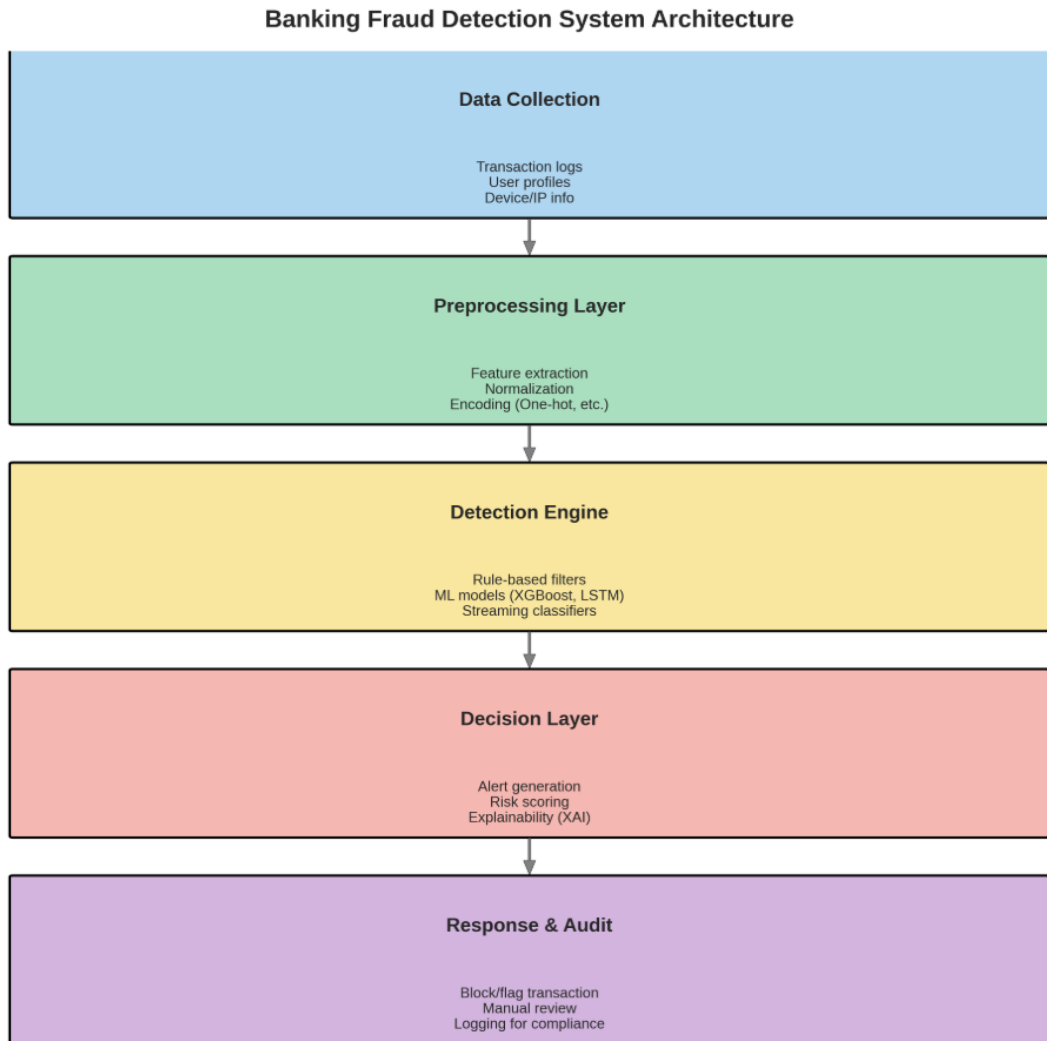 Banking Fraud Detection System Architecture
Data Collection
Transaction logs
User profiles
Device/IP info
Preprocessing Layer
Feature extraction
Normalization
Encoding (One-hot, etc.)
Detection Engine
Rule-based filters
ML models (XGBoost, LSTM)
Streaming classifiers
Decision Layer
Alert generation
Risk scoring
Explainability (XAI)
Response & Audit
Block/flag transaction
Manual review
Logging for compliance